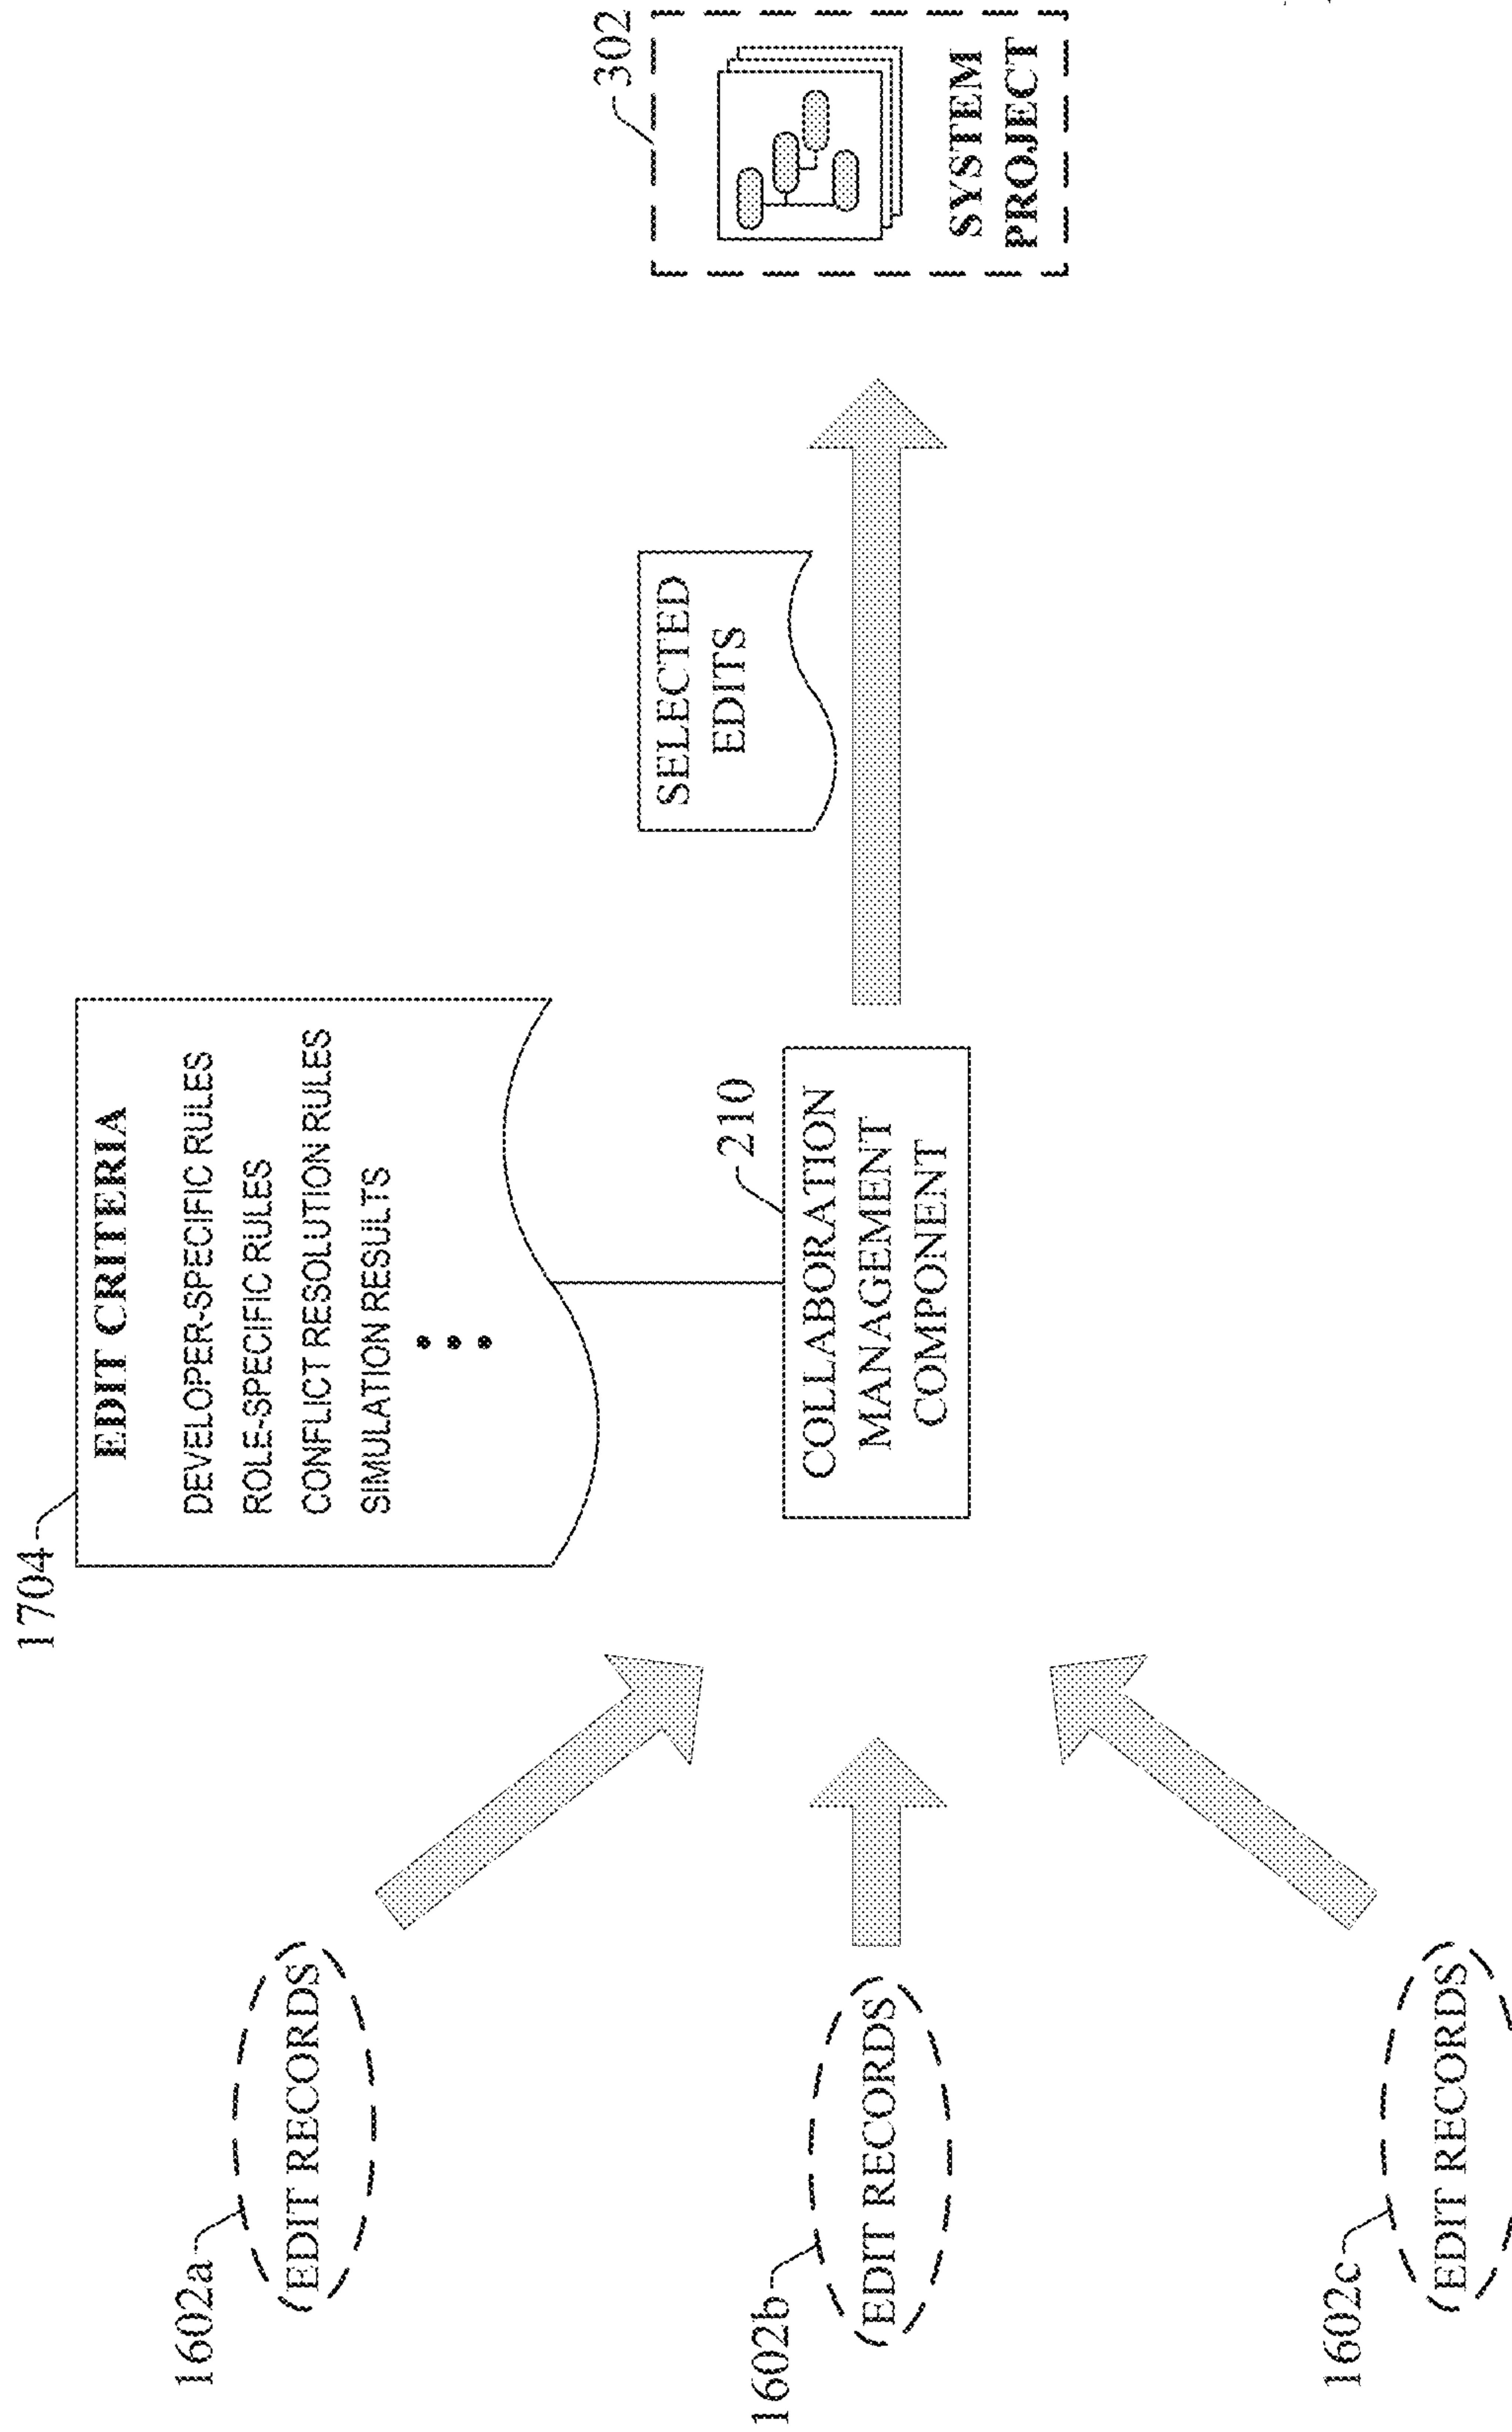 1704
EDIT CRITERIA
DEVELOPER-SPECIFIC RULES
ROLE-SPECIFIC RULES
CONFLICT RESOLUTION RULES
SIMULATION RESULTS
1602a
EDIT RECORDS
1602b
EDIT RECORDS
1602c
EDIT RECORDS
210
COLLABORATION
MANAGEMENT
COMPONENT
SELECTED
EDITS
302
SYSTEM
PROJECT